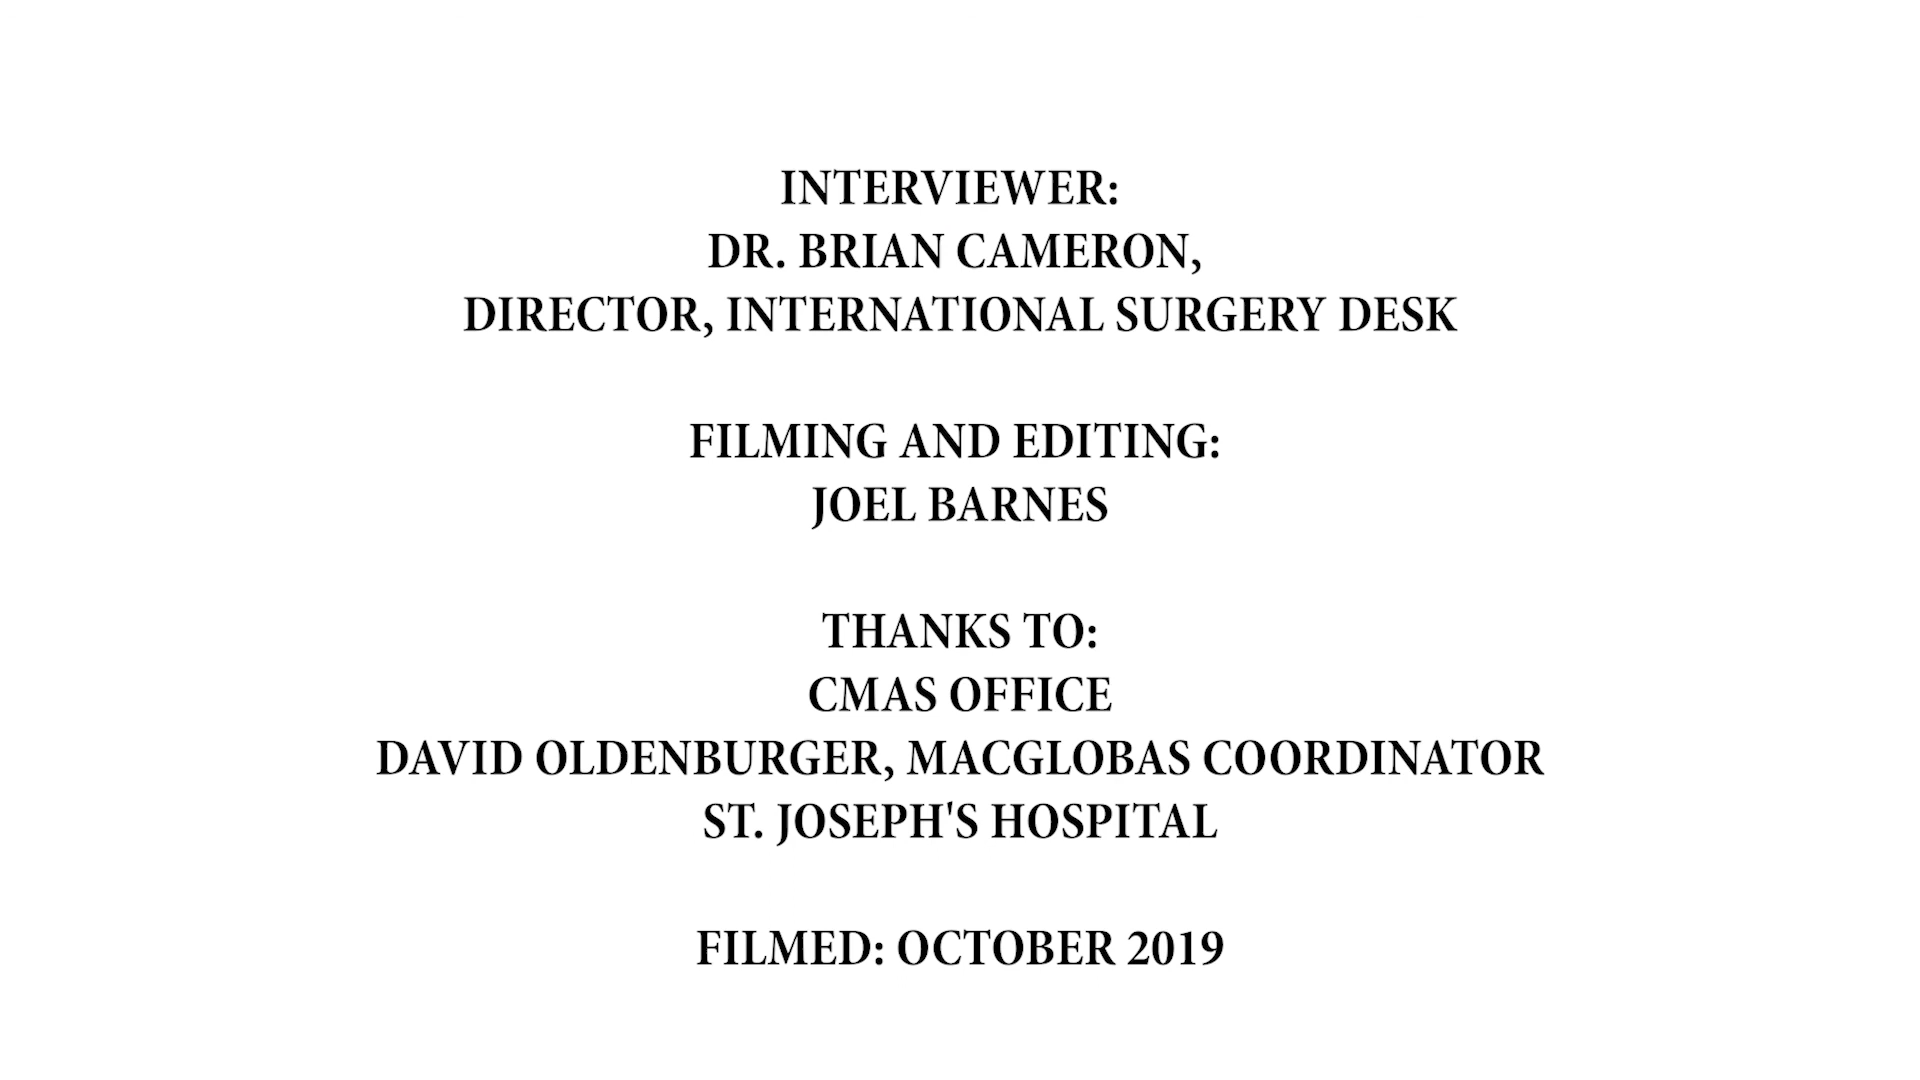 INTERVIEWER:
DR. BRIAN CAMERON,
DIRECTOR, INTERNATIONAL SURGERY DESK
FILMING AND EDITING:
JOEL BARNES
THANKS TO:
CMAS OFFICE
DAVID OLDENBURGER, MACGLOBAS COORDINATOR
ST. JOSEPH'S HOSPITAL
FILMED: OCTOBER 2019